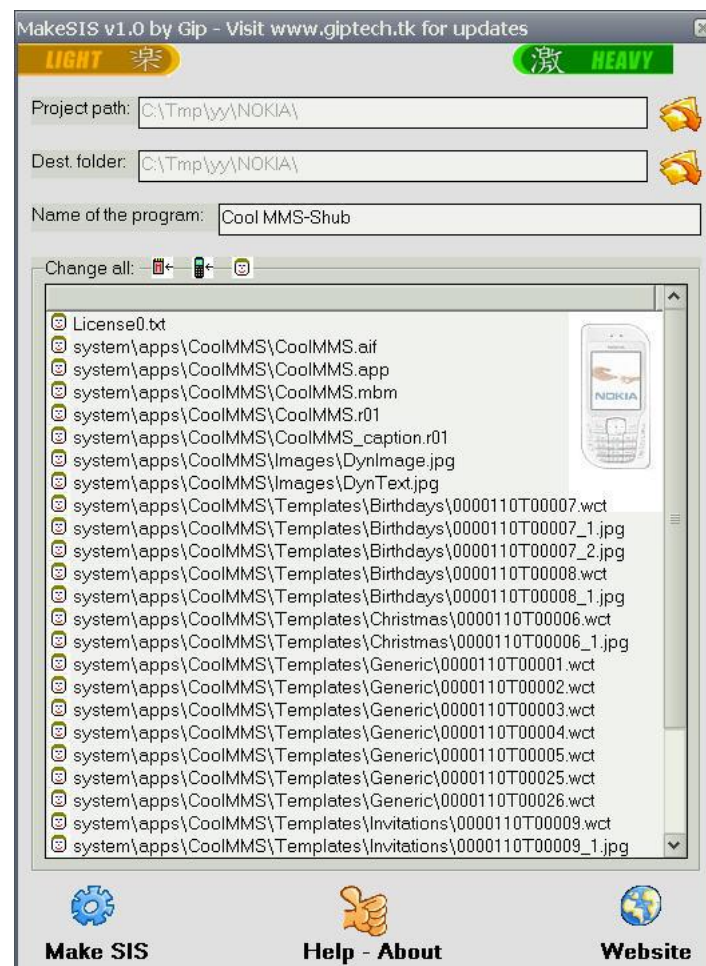 MakeSIS v1.0 by Gip - Visit www.giptech.tk for updates
LIGHT 楽
激 HEAVY
Project path: C:\Tmp\yy\NOKIA\
Dest. folder: C:\Tmp\yy\NOKIA\
Name of the program: Cool MMS-Shub
Change all:
License0.txt
system\apps\CoolMMS\CoolMMS.aif
system\apps\CoolMMS\CoolMMS.app
system\apps\CoolMMS\CoolMMS.mbm
NOKIA
system\apps\CoolMMS\CoolMMS.r01
system\apps\CoolMMS\CoolMMS_caption.r01
system\apps\CoolMMS\Images\DynImage.jpg
system\apps\CoolMMS\Images\DynText.jpg
system\apps\CoolMMS\Templates\Birthdays\0000110T00007.wct
system\apps\CoolMMS\Templates\Birthdays\0000110T00007_1.jpg
system\apps\CoolMMS\Templates\Birthdays\0000110T00007_2.jpg
system\apps\CoolMMS\Templates\Birthdays\0000110T00008.wct
system\apps\CoolMMS\Templates\Birthdays\0000110T00008_1.jpg
system\apps\CoolMMS\Templates\Christmas\0000110T00006.wct
system\apps\CoolMMS\Templates\Christmas\0000110T00006_1.jpg
system\apps\CoolMMS\Templates\Generic\0000110T00001.wct
system\apps\CoolMMS\Templates\Generic\0000110T00002.wct
system\apps\CoolMMS\Templates\Generic\0000110T00003.wct
system\apps\CoolMMS\Templates\Generic\0000110T00004.wct
system\apps\CoolMMS\Templates\Generic\0000110T00005.wct
system\apps\CoolMMS\Templates\Generic\0000110T00025.wct
system\apps\CoolMMS\Templates\Generic\0000110T00026.wct
system\apps\CoolMMS\Templates\Invitations\0000110T00009.wct
system\apps\CoolMMS\Templates\Invitations\0000110T00009_1.jpg
Make SIS
Help - About
Website